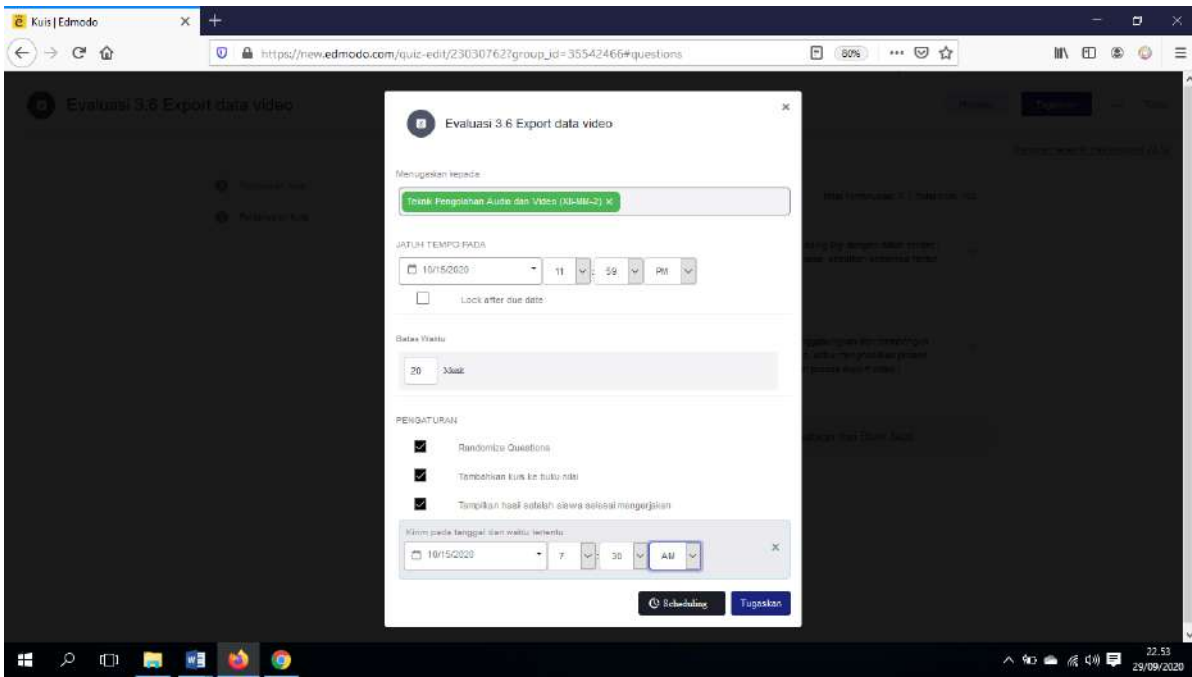 Kuis | Edmodo
https://new.edmodo.com/quiz-edit/23030762?group_id=35542466#questions
80%
Evaluasi 3.6 Export data video
Evaluasi 3.6 Export data video
Menugaskan kepada
Teknik Pengolahan Audio dan Video (XII-MM-2) ×
JATUH TEMPO PADA
10/15/2020 11 : 59 PM
Lock after due date
Batas Waktu
20 Menit
PENGATURAN
Randomize Questions
Tambahkan kuis ke buku nilai
Tampilkan hasil setelah siswa selesai mengerjakan
Kirim pada tanggal dan waktu tertentu
10/15/2020 7 : 30 AM
Scheduling Tugaskan
22.53
29/09/2020